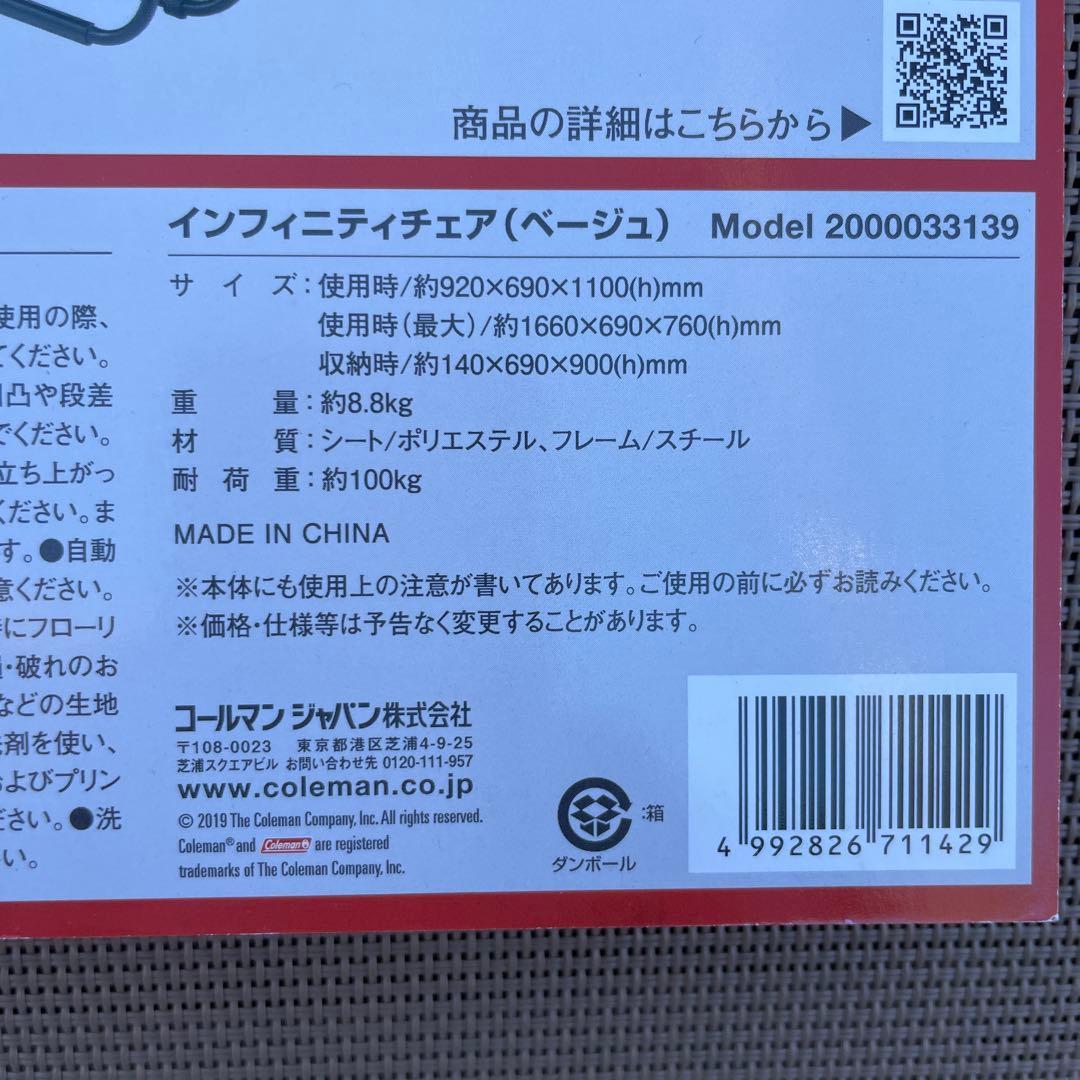 商品の詳細はこちらから▶
インフィニティチェア（ベージュ） Model 2000033139
サイズ：使用時/約920×690×1100(h)mm
使用時（最大）/約1660×690×760(h)mm
収納時/約140×690×900(h)mm
重量：約8.8kg
材質：シート/ポリエステル、フレーム/スチール
耐荷重：約100kg
MADE IN CHINA
※本体にも使用上の注意が書いてあります。ご使用の前に必ずお読みください。
※価格・仕様等は予告なく変更することがあります。
コールマン ジャパン株式会社
〒108-0023 東京都港区芝浦4-9-25
芝浦スクエアビル お問い合わせ先 0120-111-957
www.coleman.co.jp
© 2019 The Coleman Company, Inc. All rights reserved.
Coleman® and Coleman are registered
trademarks of The Coleman Company, Inc.
:箱
ダンボール
4 992826 711429
使用の際、
てください。
凹凸や段差
でください。
立ち上がっ
ください。ま
す。●自動
意ください。
にフローリ
・破れのお
などの生地
洗剤を使い、
およびプリン
ださい。●洗
い。